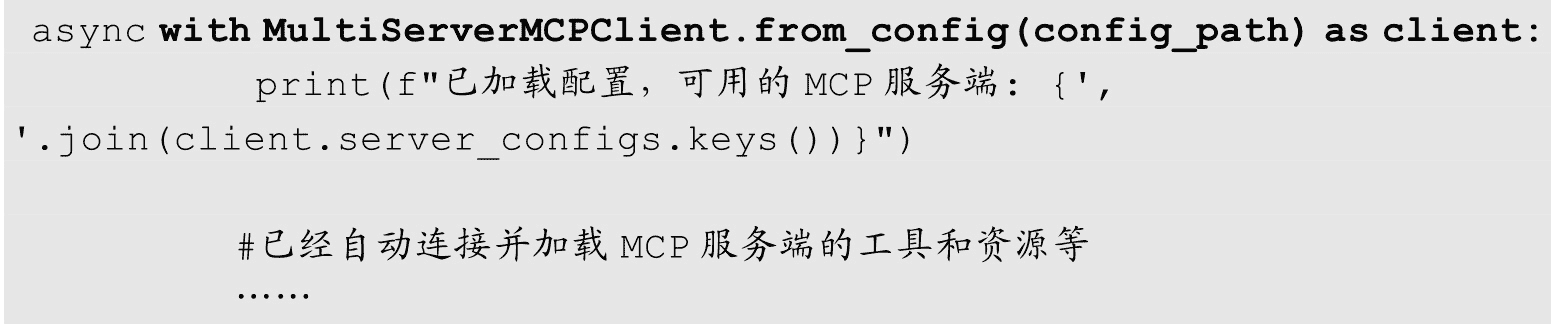 async with MultiServerMCPClient.from_config(config_path) as client:
print(f"已加载配置，可用的 MCP 服务端: {',
'.join(client.server_configs.keys())}")
#已经自动连接并加载 MCP 服务端的工具和资源等
……